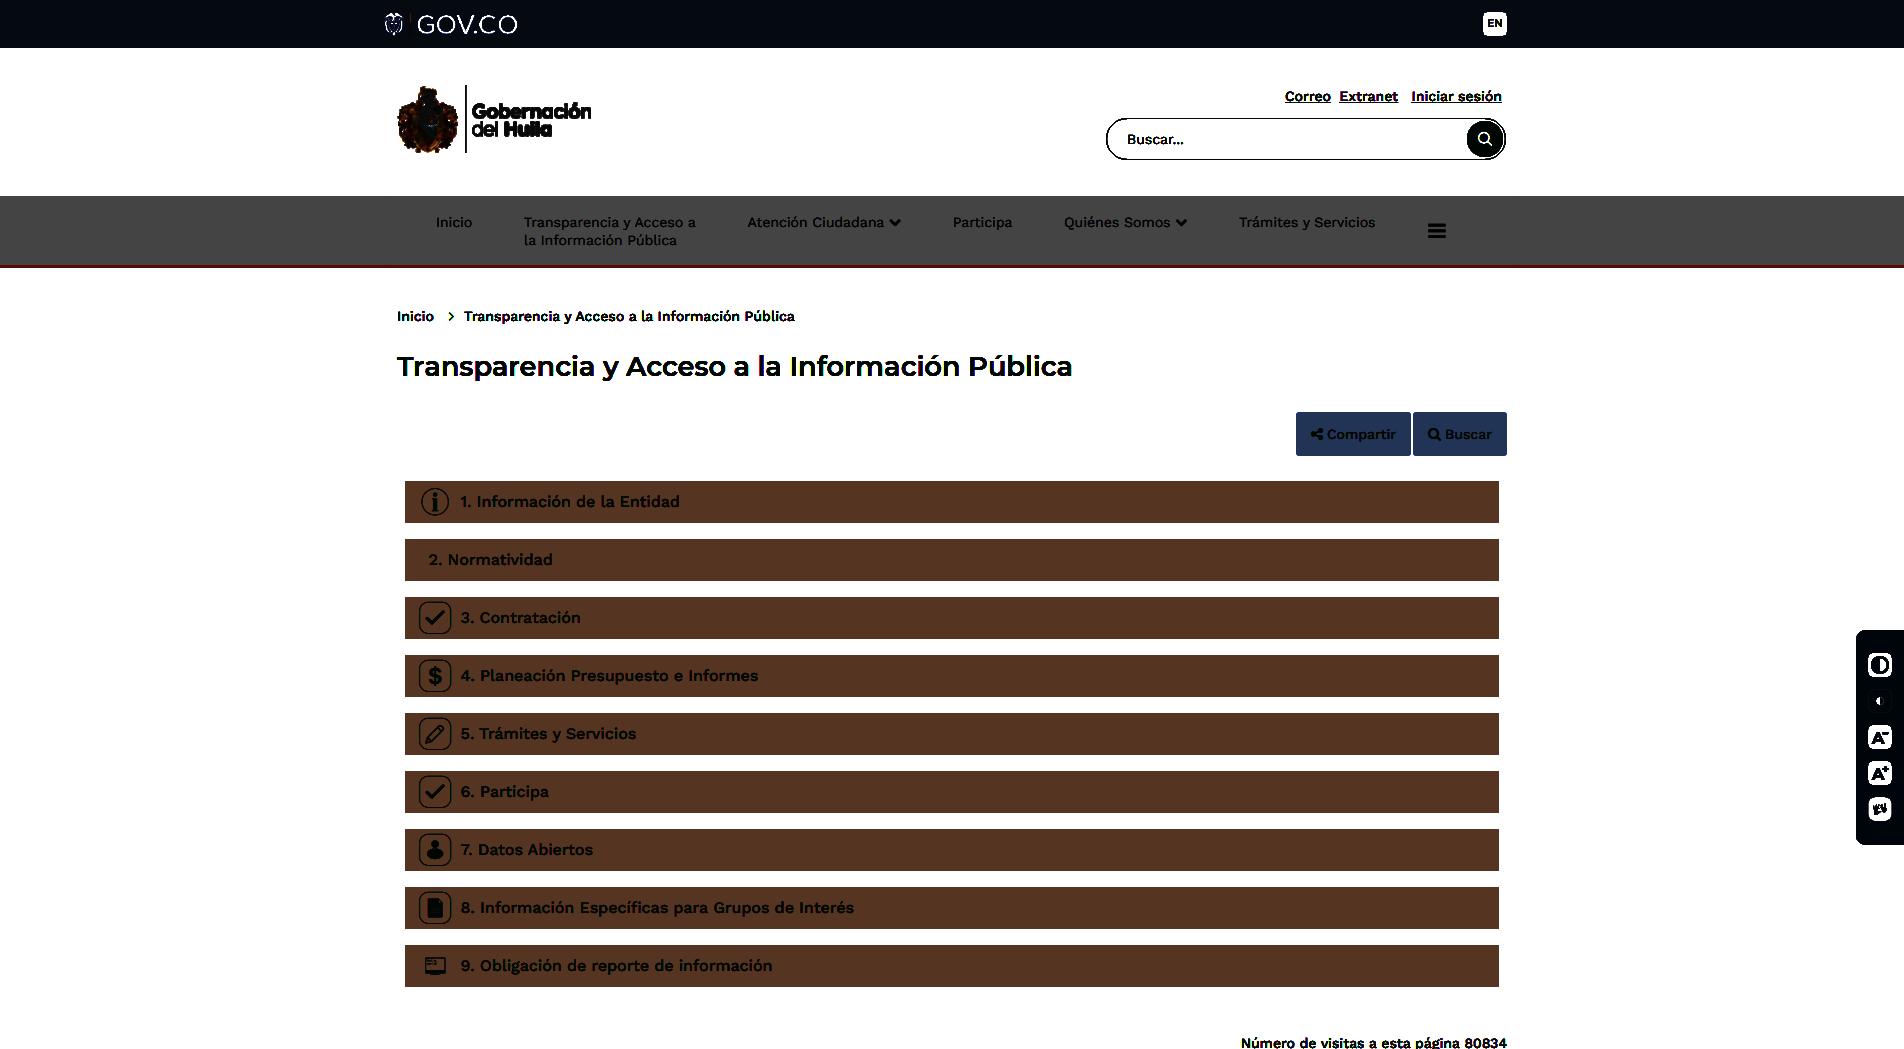 GOV.CO
EN
Gobernación
del Huila
Correo Extranet Iniciar sesión
Buscar...
Inicio
Transparencia y Acceso a
la Información Pública
Atención Ciudadana
Participa
Quiénes Somos
Trámites y Servicios
Inicio > Transparencia y Acceso a la Información Pública
Transparencia y Acceso a la Información Pública
Compartir
Buscar
1. Información de la Entidad
2. Normatividad
3. Contratación
4. Planeación Presupuesto e Informes
5. Trámites y Servicios
6. Participa
7. Datos Abiertos
8. Información Específicas para Grupos de Interés
9. Obligación de reporte de información
A-
A+
Número de visitas a esta página 80834